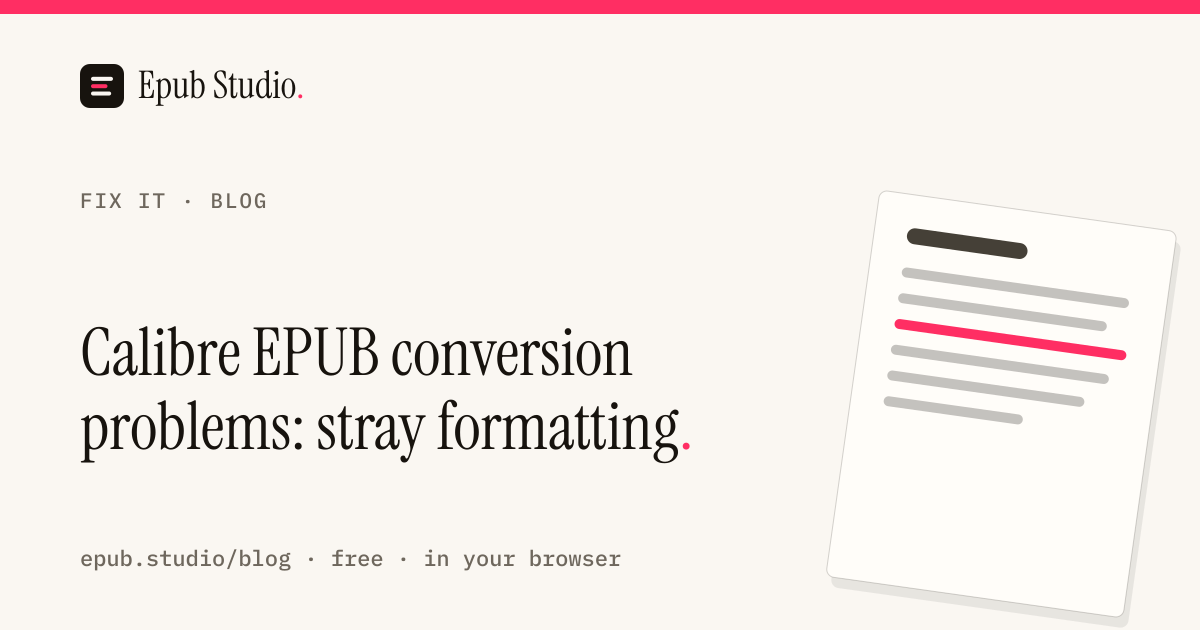 Epub Studio.
FIX IT · BLOG
Calibre EPUB conversion
problems: stray formatting.
epub.studio/blog · free · in your browser